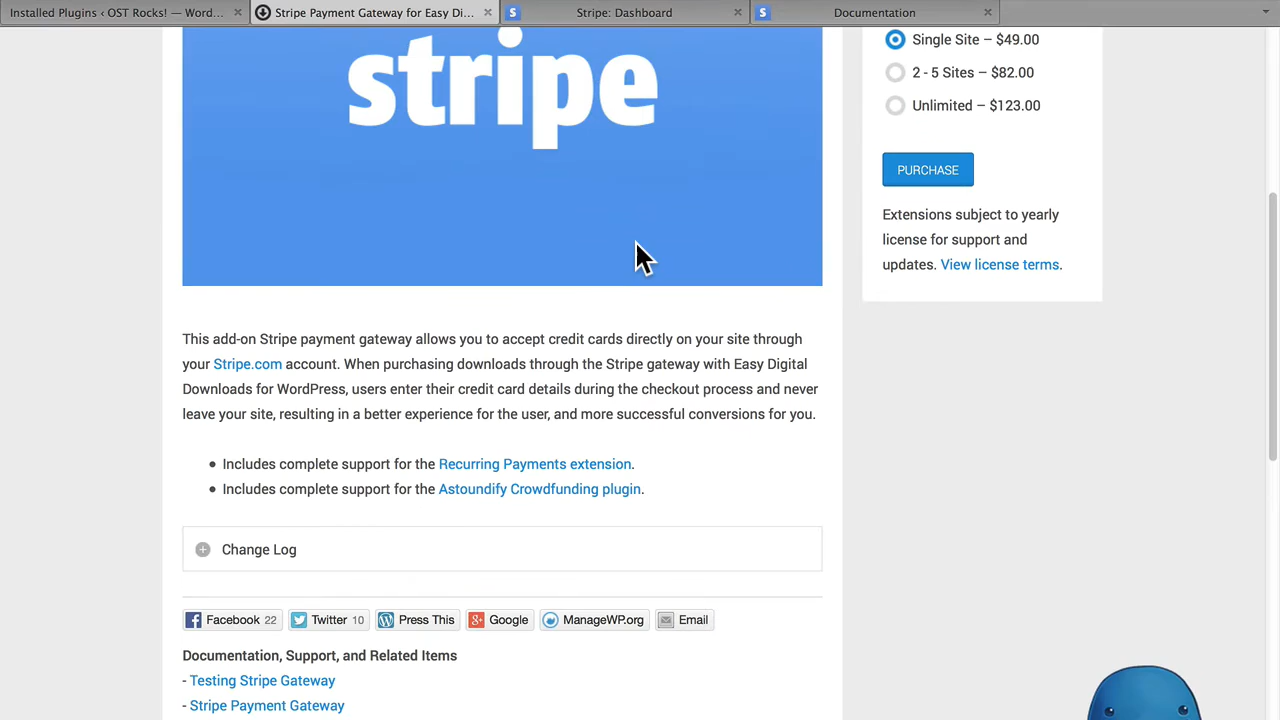 Installed Plugins ‹ OST Rocks! — Word...
Stripe Payment Gateway for Easy Di...
Stripe: Dashboard
Documentation
stripe
Single Site – $49.00
2 - 5 Sites – $82.00
Unlimited – $123.00
PURCHASE
Extensions subject to yearly
license for support and
updates. View license terms.
This add-on Stripe payment gateway allows you to accept credit cards directly on your site through
your Stripe.com account. When purchasing downloads through the Stripe gateway with Easy Digital
Downloads for WordPress, users enter their credit card details during the checkout process and never
leave your site, resulting in a better experience for the user, and more successful conversions for you.
Includes complete support for the Recurring Payments extension.
Includes complete support for the Astoundify Crowdfunding plugin.
Change Log
Facebook 22 Twitter 10 Press This Google ManageWP.org Email
Documentation, Support, and Related Items
- Testing Stripe Gateway
- Stripe Payment Gateway